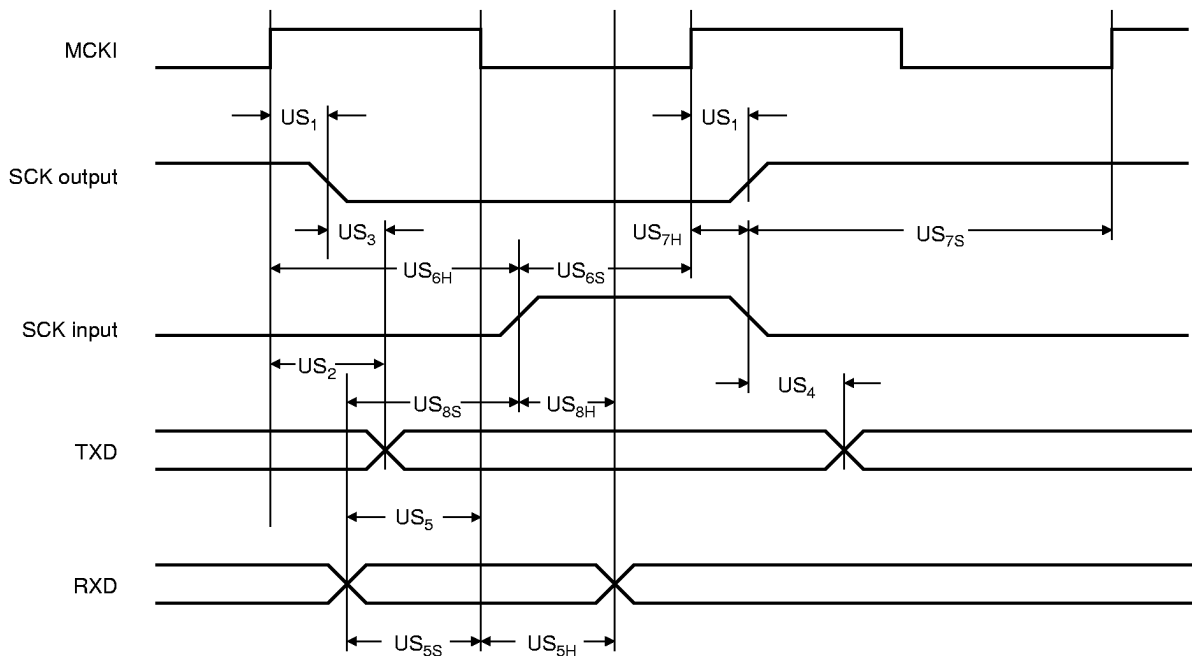 MCKI
US1 US1
SCK output
US3 US7H US7S
US6H US6S
SCK input
US2
US4
US8S US8H
TXD
US5
RXD
US5S US5H